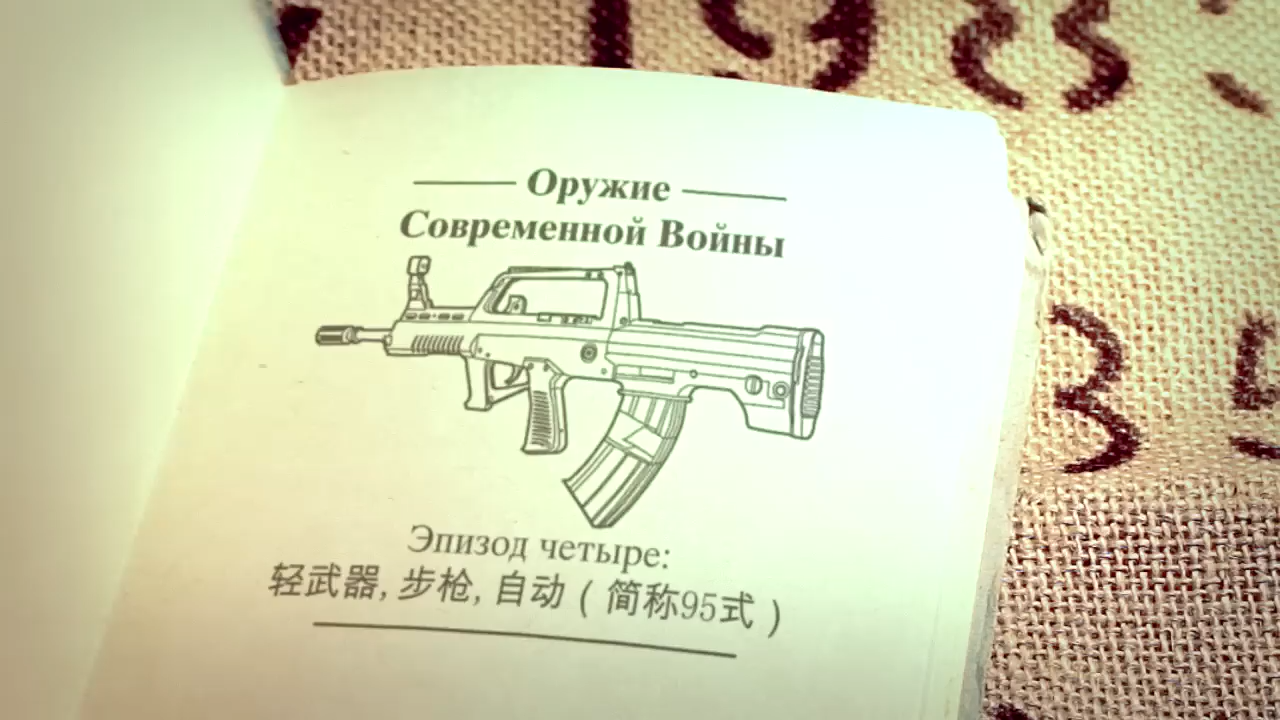 Оружие
Современной Войны
Эпизод четыре:
轻武器, 步枪, 自动 ( 简称95式 )